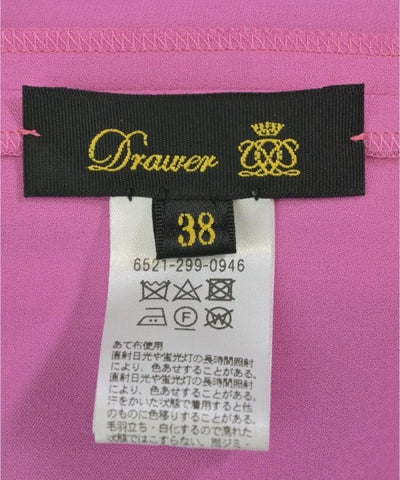 Drawer
38
6521-299-0946
あて布使用
直射日光や蛍光灯の長時間照射
により、色あせすることがある。
直射日光や蛍光灯の長時間照射
により、色あせすることがある。
汗をかいた状態で着用すると他
のものに色移りすることがある。
毛羽立ち・白化するので濡れた
状態でこすらない。